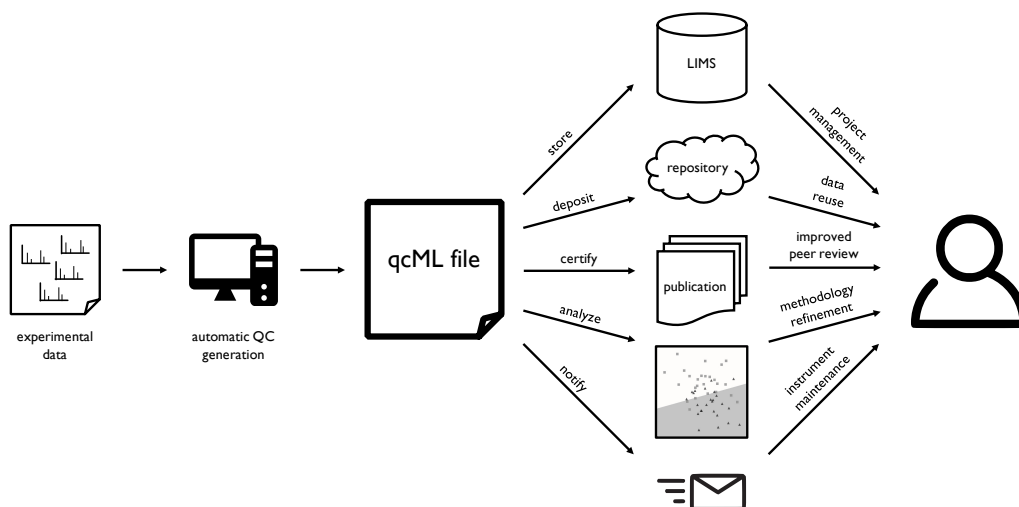 experimental
data
automatic QC
generation
qcML file
store
deposit
certify
analyze
notify
LIMS
repository
publication
project
management
data
reuse
improved
peer review
methodology
refinement
instrument
maintenance